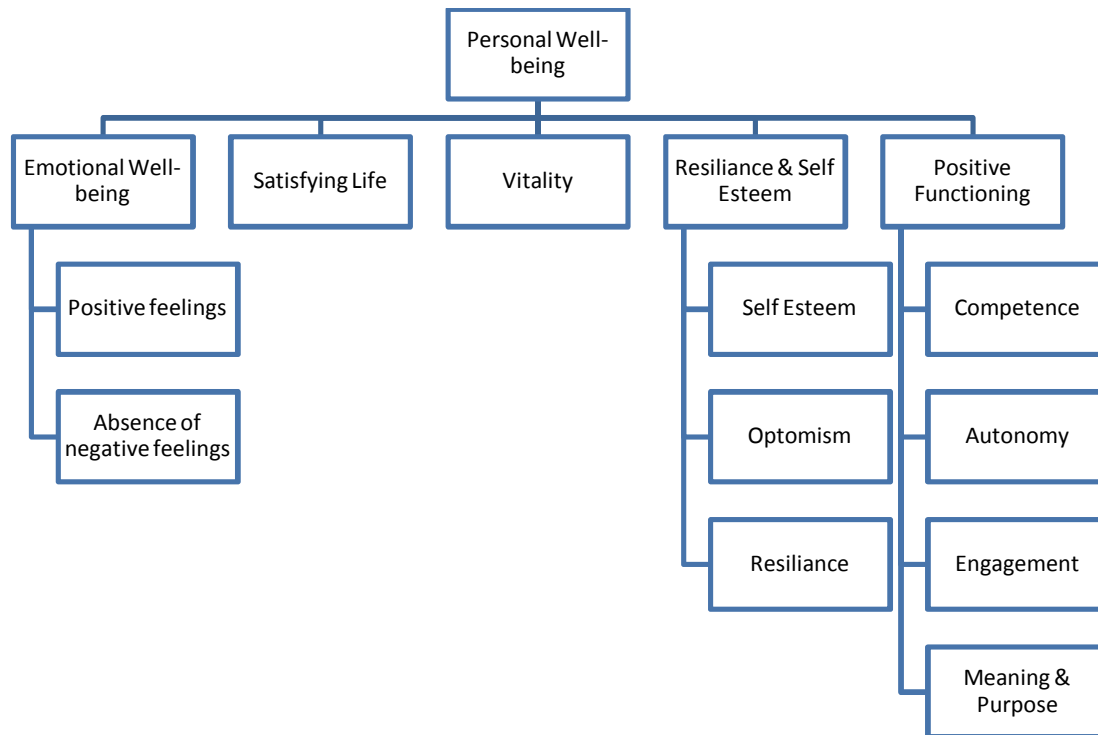 Personal Well-
being
Emotional Well-
being
Satisfying Life
Vitality
Resiliance & Self
Esteem
Positive
Functioning
Positive feelings
Self Esteem
Competence
Absence of
negative feelings
Optomism
Autonomy
Resiliance
Engagement
Meaning &
Purpose